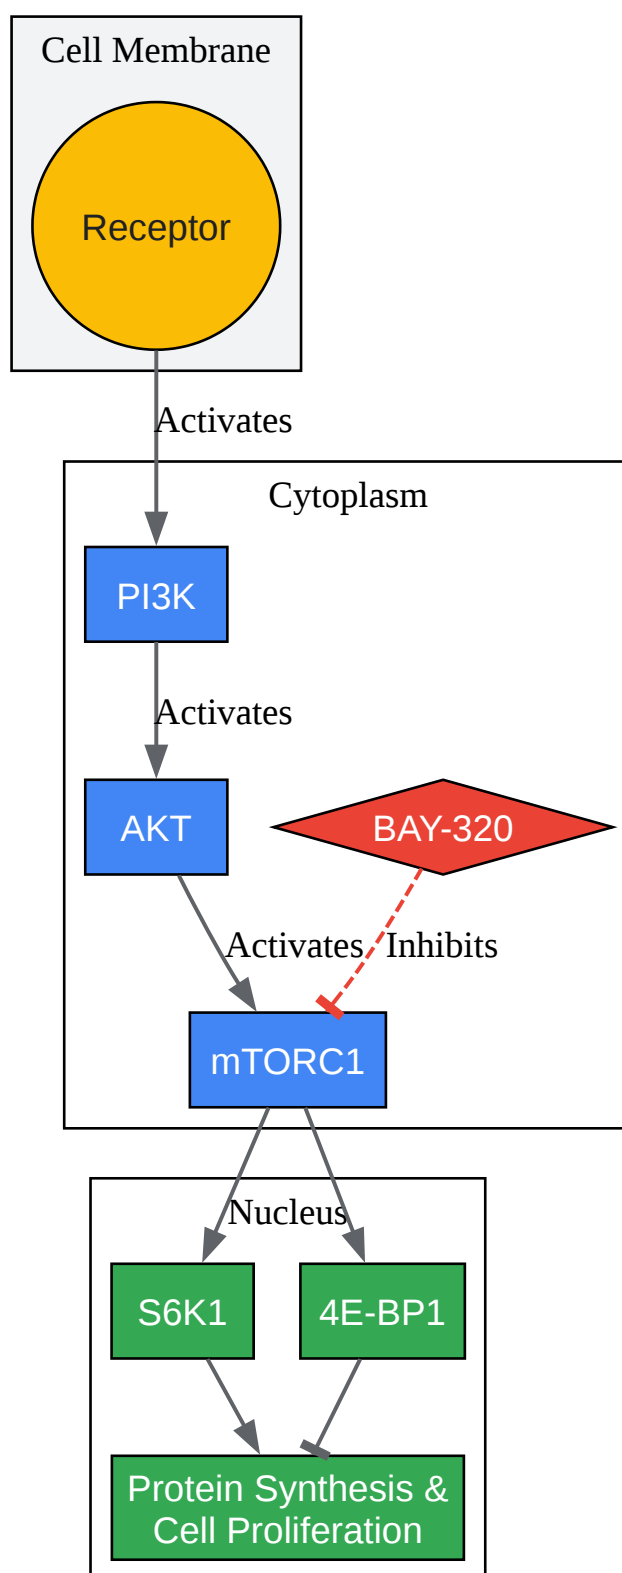 Cell Membrane
Receptor
Activates
Cytoplasm
PI3K
Activates
AKT
BAY-320
Activates
Inhibits
mTORC1
Nucleus
S6K1
4E-BP1
Protein Synthesis &
Cell Proliferation